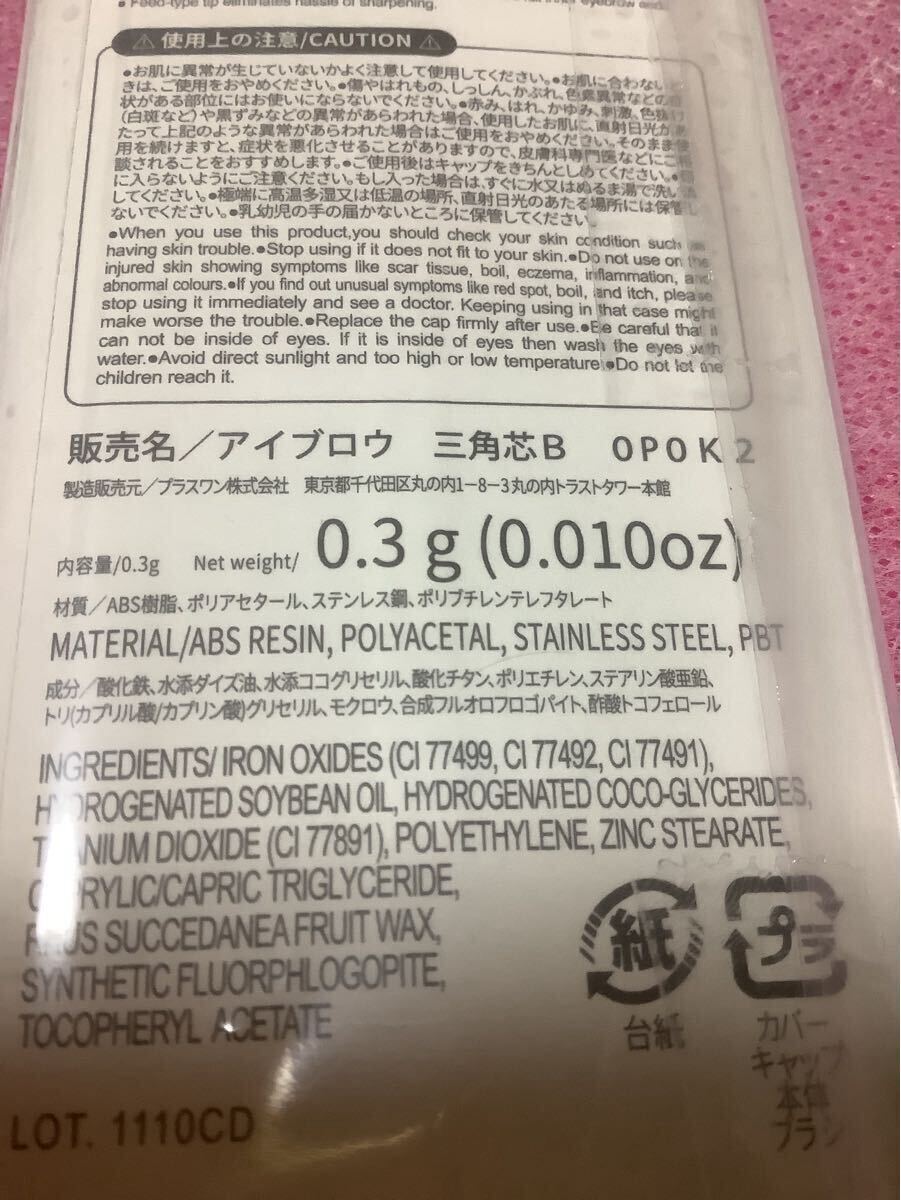 Feed-type tip eliminates hassle of sharpening.
使用上の注意/CAUTION
●お肌に異常が生じていないかよく注意して使用してください。●お肌に合わない
きは、ご使用をおやめください。●傷やはれもの、しっしん、かぶれ、色素異常などの
状がある部位にはお使いにならないでください。●赤み、はれ、かゆみ、刺激、色抜け
(白斑など)や黒ずみなどの異常があらわれた場合、使用したお肌に、直射日光が
たって上記のような異常があらわれた場合はご使用をおやめください。そのまま使
用を続けますと、症状を悪化させることがありますので、皮膚科専門医などにご
談されることをおすすめします。●ご使用後はキャップをきちんとしめてください。
に入らないようにご注意ください。もし入った場合は、すぐに水又はぬるま湯で洗い
してください。●極端に高温多湿又は低温の場所、直射日光のあたる場所には保管
ないでください。●乳幼児の手の届かないところに保管してください
●When you use this product,you should check your skin condition such
having skin trouble.●Stop using if it does not fit to your skin.●Do not use on the
injured skin showing symptoms like scar tissue, boil, eczema, inflammation, and
abnormal colours.●If you find out unusual symptoms like red spot, boil, and itch, please
stop using it immediately and see a doctor. Keeping using in that case might
make worse the trouble.●Replace the cap firmly after use.●Be careful that it
can not be inside of eyes. If it is inside of eyes then wash the eyes with
water.●Avoid direct sunlight and too high or low temperature.●Do not let the
children reach it.
販売名／アイブロウ 三角芯B 0P0K2
製造販売元／プラスワン株式会社 東京都千代田区丸の内1-8-3丸の内トラストタワー本館
内容量/0.3g Net weight/ 0.3 g (0.010oz)
材質／ABS樹脂、ポリアセタール、ステンレス鋼、ポリブチレンテレフタレート
MATERIAL/ABS RESIN, POLYACETAL, STAINLESS STEEL, PBT
成分／酸化鉄、水添ダイズ油、水添ココグリセリル、酸化チタン、ポリエチレン、ステアリン酸亜鉛、
トリ(カプリル酸/カプリン酸)グリセリル、モクロウ、合成フルオロフロゴパイト、酢酸トコフェロール
INGREDIENTS/ IRON OXIDES (CI 77499, CI 77492, CI 77491),
HYDROGENATED SOYBEAN OIL, HYDROGENATED COCO-GLYCERIDES,
TITANIUM DIOXIDE (CI 77891), POLYETHYLENE, ZINC STEARATE,
CAPRYLIC/CAPRIC TRIGLYCERIDE,
RHUS SUCCEDANEA FRUIT WAX,
SYNTHETIC FLUORPHLOGOPITE,
TOCOPHERYL ACETATE
紙
プラ
台紙
カバー
キャップ
本体
ブラシ
LOT. 1110CD